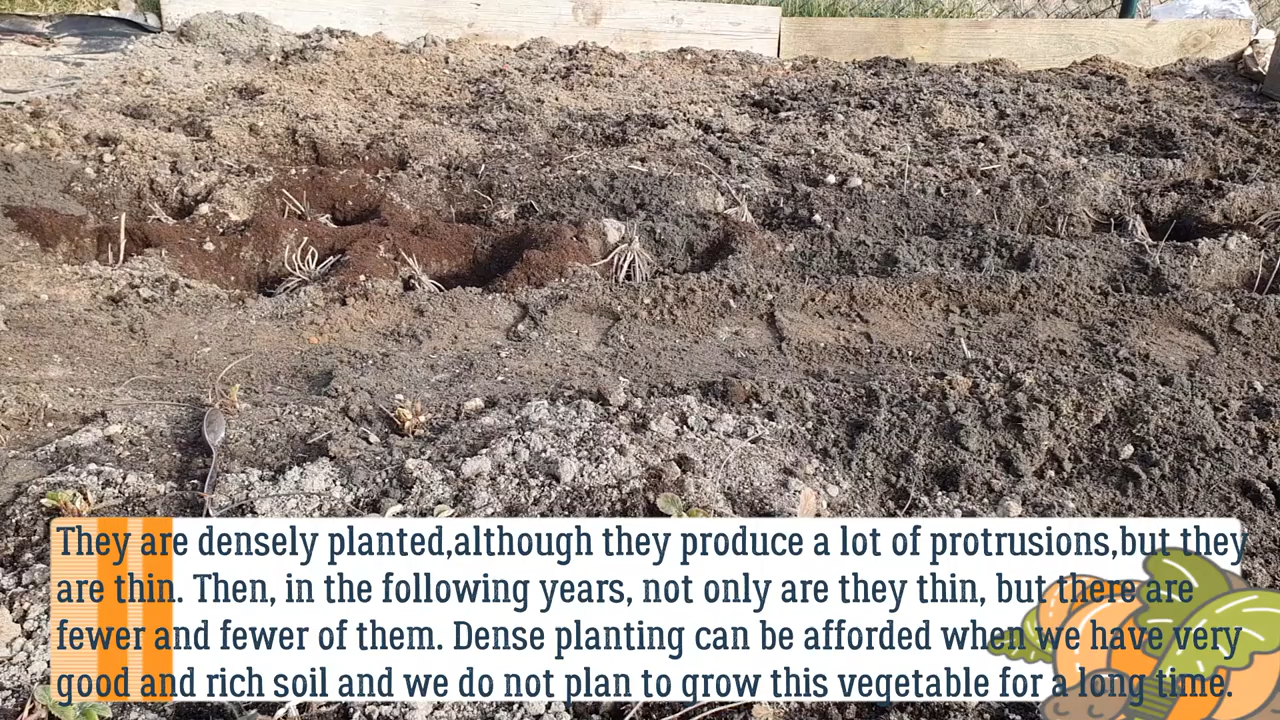 They are densely planted,although they produce a lot of protrusions,but they
are thin. Then, in the following years, not only are they thin, but there are
fewer and fewer of them. Dense planting can be afforded when we have very
good and rich soil and we do not plan to grow this vegetable for a long time.